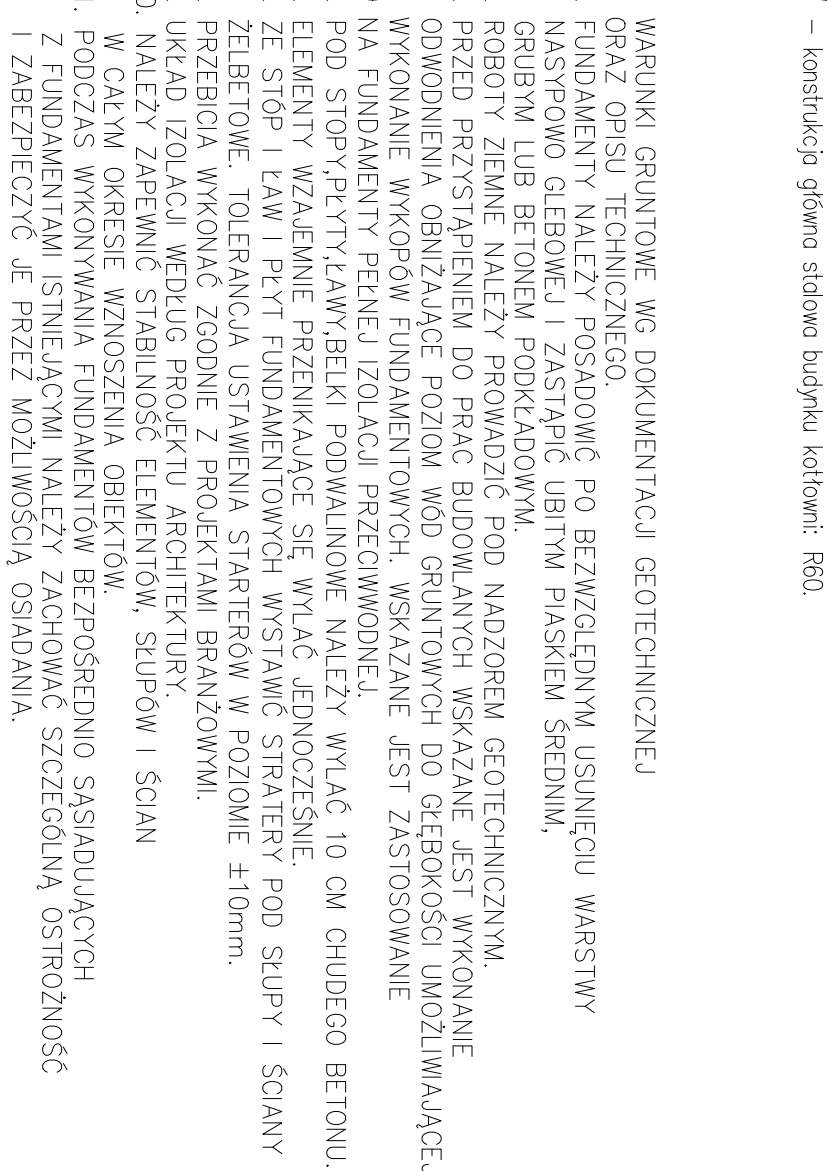 – konstrukcja główna stalowa budynku kotłowni: R60.
WARUNKI GRUNTOWE WG DOKUMENTACJI GEOTECHNICZNEJ
ORAZ OPISU TECHNICZNEGO.
FUNDAMENTY NALEŻY POSADOWIĆ PO BEZWZGLĘDNYM USUNIĘCIU WARSTWY
NASYPOWO GLEBOWEJ I ZASTĄPIĆ UBITYM PIASKIEM ŚREDNIM,
GRUBYM LUB BETONEM PODKŁADOWYM.
ROBOTY ZIEMNE NALEŻY PROWADZIĆ POD NADZOREM GEOTECHNICZNYM.
PRZED PRZYSTĄPIENIEM DO PRAC BUDOWLANYCH WSKAZANE JEST WYKONANIE
ODWODNIENIA OBNIŻAJĄCE POZIOM WÓD GRUNTOWYCH DO GŁĘBOKOŚCI UMOŻLIWIAJĄCEJ
WYKONANIE WYKOPÓW FUNDAMENTOWYCH. WSKAZANE JEST ZASTOSOWANIE
NA FUNDAMENTY PEŁNEJ IZOLACJI PRZECIWWODNEJ.
POD STOPY,PŁYTY,ŁAWY,BELKI PODWALINOWE NALEŻY WYLAĆ 10 CM CHUDEGO BETONU.
ELEMENTY WZAJEMNIE PRZENIKAJĄCE SIĘ WYLAĆ JEDNOCZEŚNIE.
ZE STÓP I ŁAW I PŁYT FUNDAMENTOWYCH WYSTAWIĆ STRATERY POD SŁUPY I ŚCIANY
ŻELBETOWE. TOLERANCJA USTAWIENIA STARTERÓW W POZIOMIE ±10mm.
PRZEBICIA WYKONAĆ ZGODNIE Z PROJEKTAMI BRANŻOWYMI.
UKŁAD IZOLACJI WEDŁUG PROJEKTU ARCHITEKTURY.
0. NALEŻY ZAPEWNIĆ STABILNOŚĆ ELEMENTÓW, SŁUPÓW I ŚCIAN
W CAŁYM OKRESIE WZNOSZENIA OBIEKTÓW.
. PODCZAS WYKONYWANIA FUNDAMENTÓW BEZPOŚREDNIO SĄSIADUJĄCYCH
Z FUNDAMENTAMI ISTNIEJĄCYMI NALEŻY ZACHOWAĆ SZCZEGÓLNĄ OSTROŻNOŚĆ
I ZABEZPIECZYĆ JE PRZEZ MOŻLIWOŚCIĄ OSIADANIA.